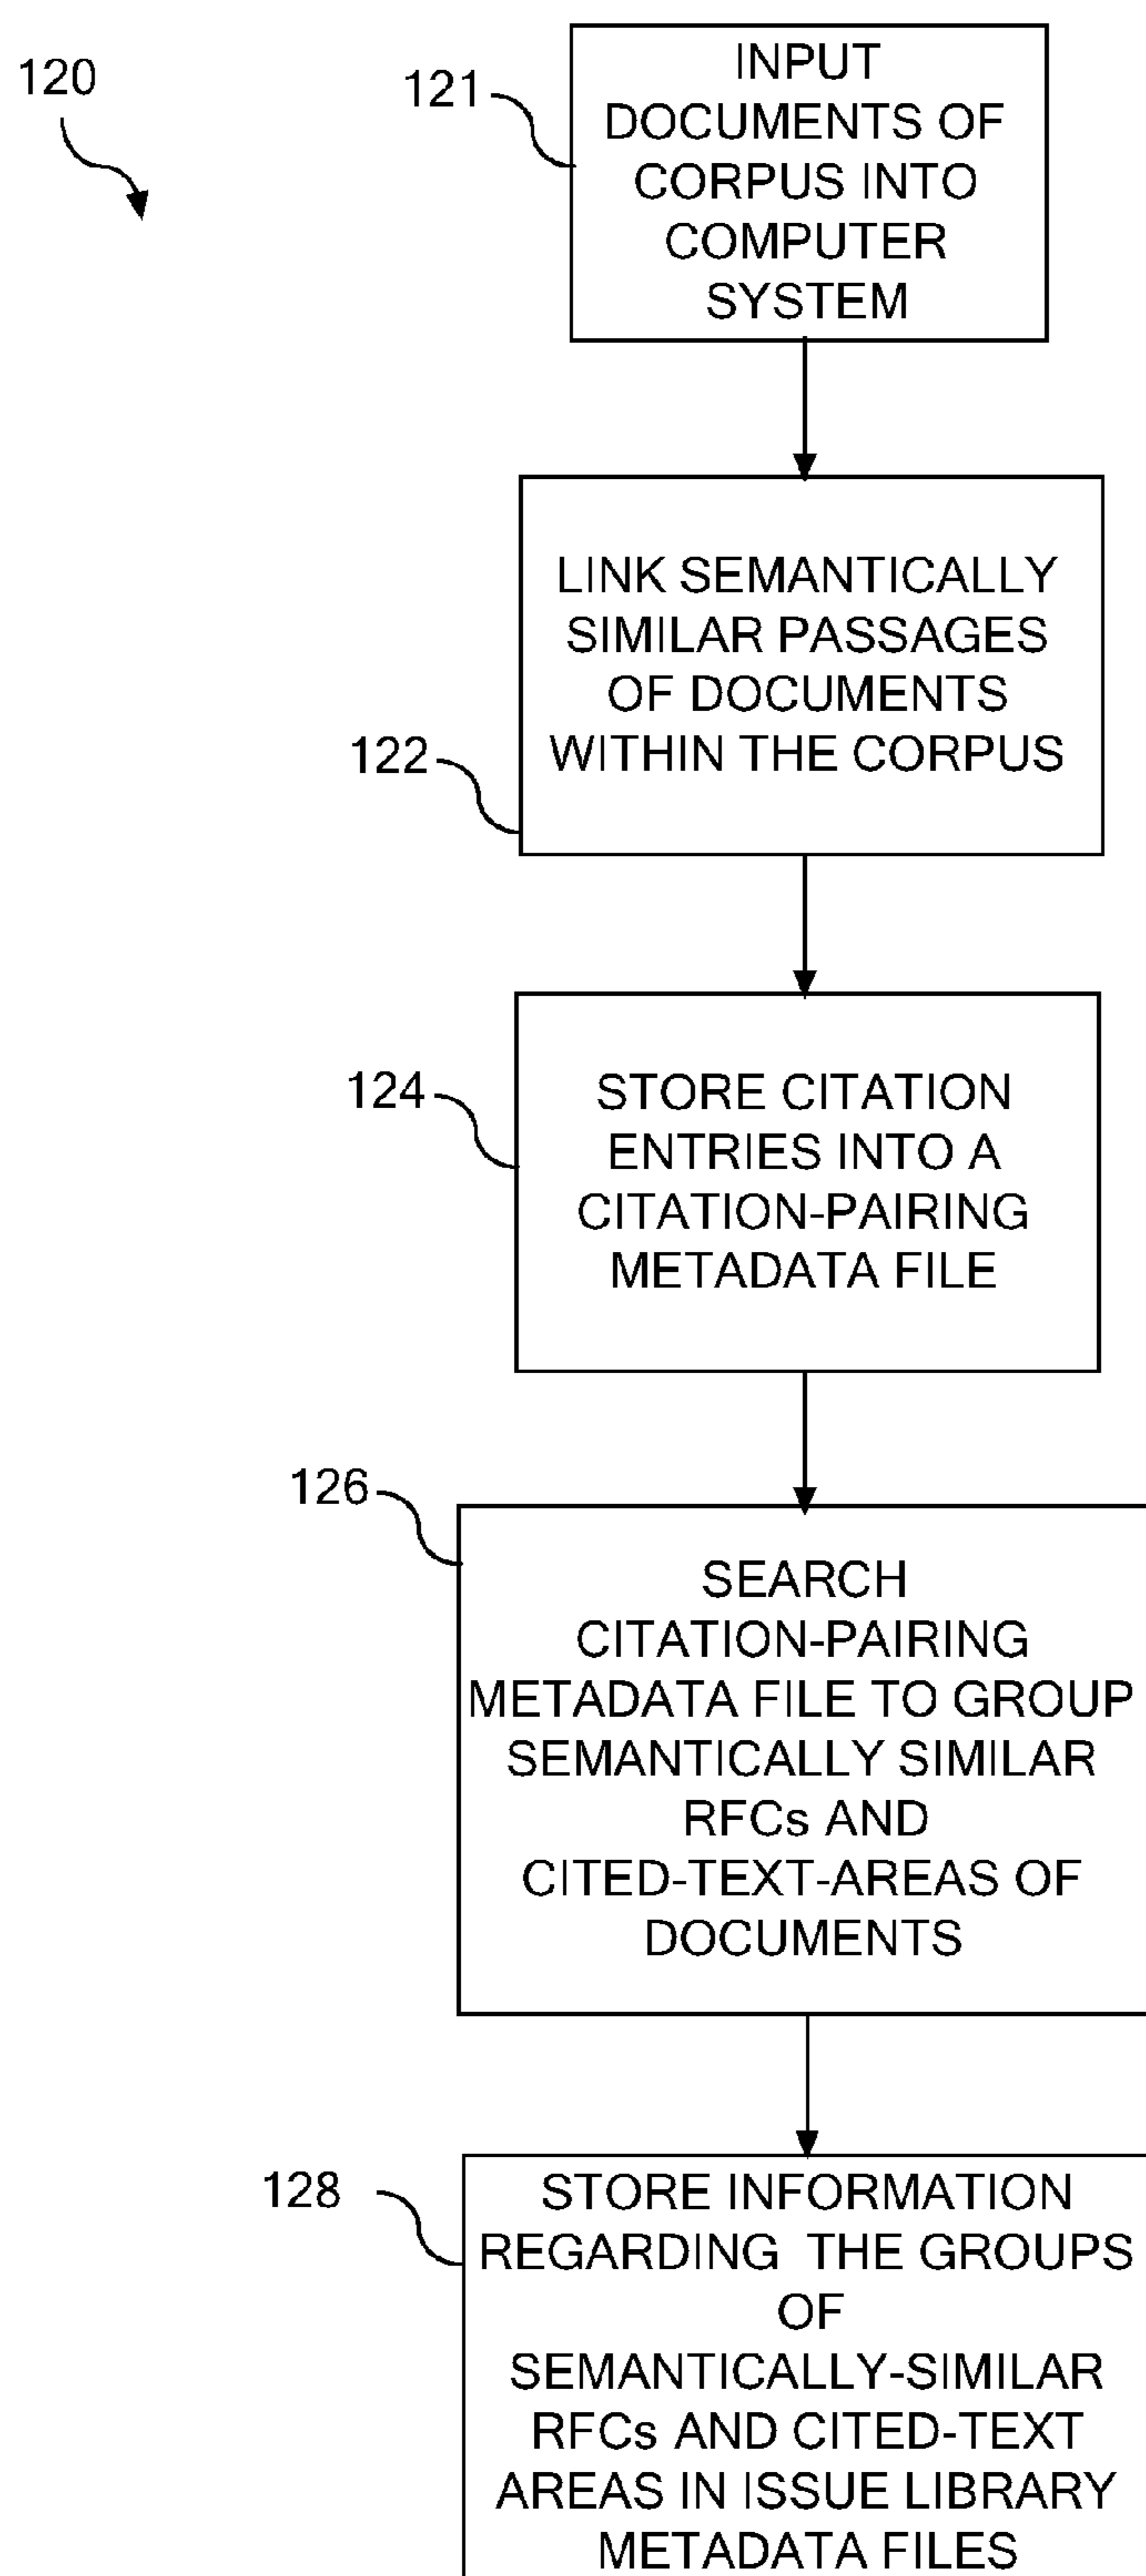 120
121
INPUT
DOCUMENTS OF
CORPUS INTO
COMPUTER
SYSTEM
122
LINK SEMANTICALLY
SIMILAR PASSAGES
OF DOCUMENTS
WITHIN THE CORPUS
124
STORE CITATION
ENTRIES INTO A
CITATION-PAIRING
METADATA FILE
126
SEARCH
CITATION-PAIRING
METADATA FILE TO GROUP
SEMANTICALLY SIMILAR
RFCs AND
CITED-TEXT-AREAS OF
DOCUMENTS
128
STORE INFORMATION
REGARDING THE GROUPS
OF
SEMANTICALLY-SIMILAR
RFCs AND CITED-TEXT
AREAS IN ISSUE LIBRARY
METADATA FILES